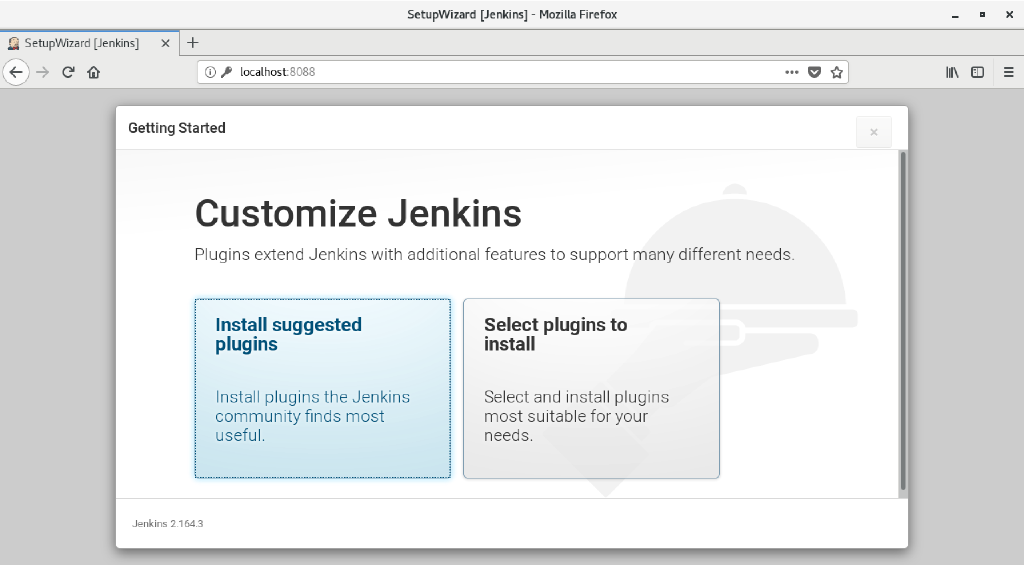 SetupWizard [Jenkins] - Mozilla Firefox
SetupWizard [Jenkins]
localhost:8088
Getting Started
Customize Jenkins
Plugins extend Jenkins with additional features to support many different needs.
Install suggested
plugins
Install plugins the Jenkins
community finds most
useful.
Select plugins to
install
Select and install plugins
most suitable for your
needs.
Jenkins 2.164.3